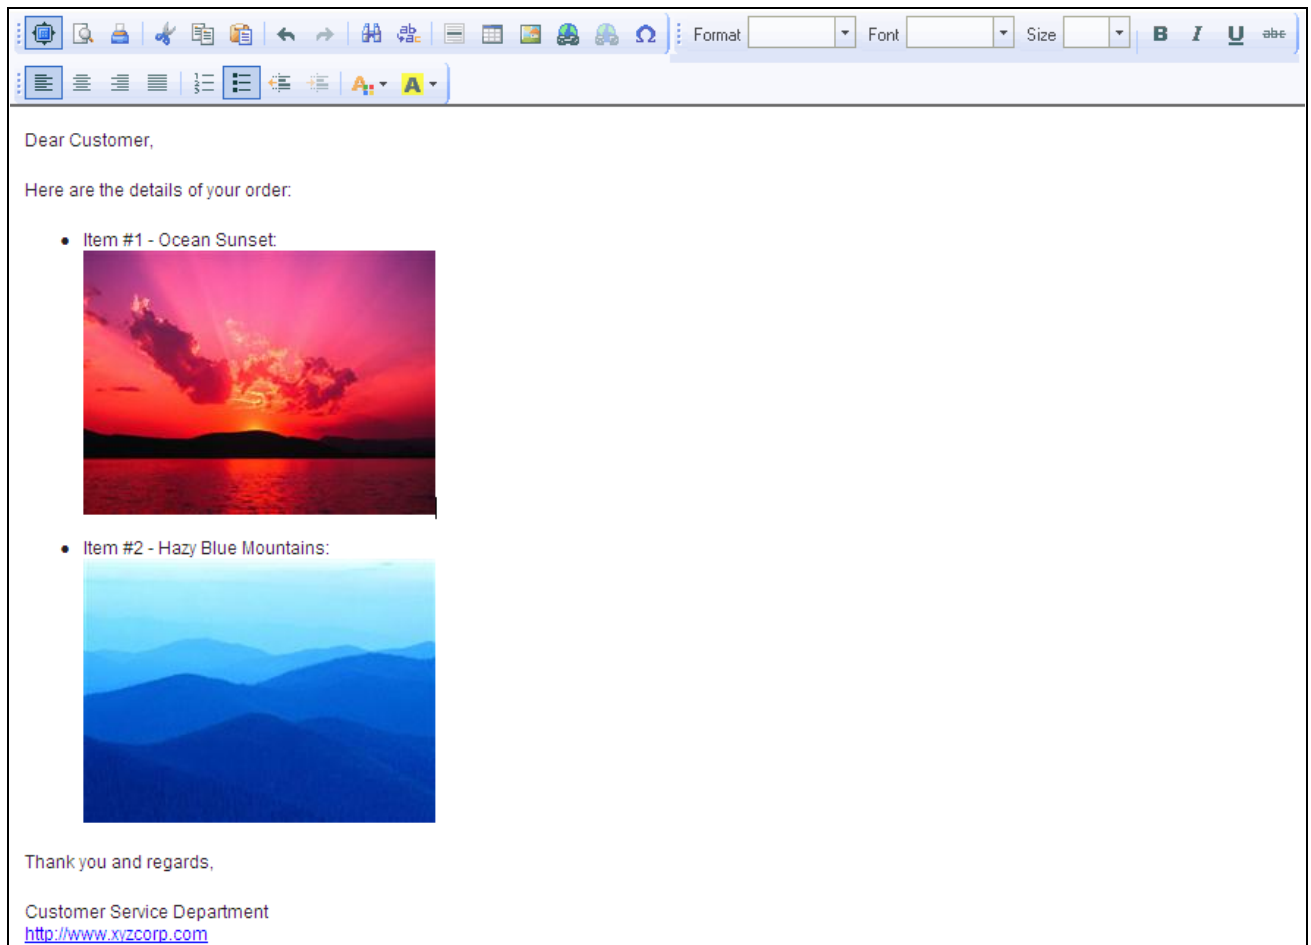 Format Font Size B I U abc
Dear Customer,
Here are the details of your order:
Item #1 - Ocean Sunset:
Item #2 - Hazy Blue Mountains:
Thank you and regards,
Customer Service Department
http://www.xyzcorp.com